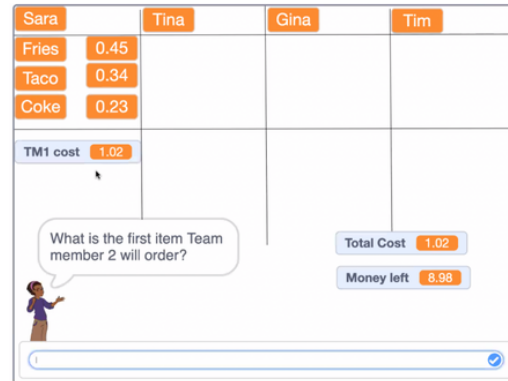 Sara Tina Gina Tim
Fries 0.45
Taco 0.34
Coke 0.23
TM1 cost 1.02
What is the first item Team
member 2 will order?
Total Cost 1.02
Money left 8.98